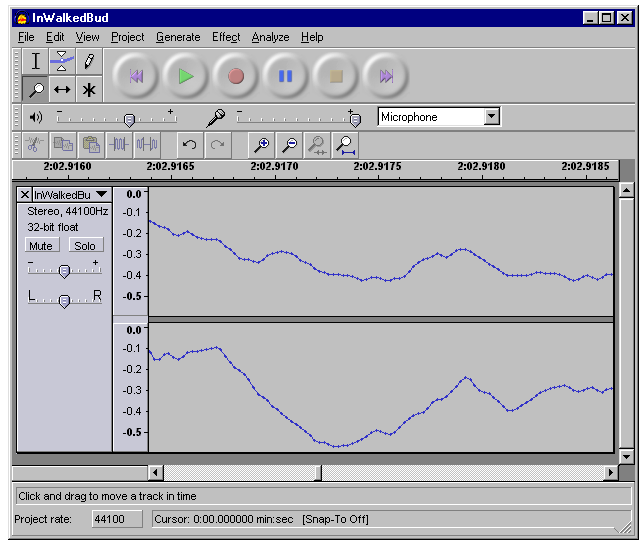 InWalkedBud
File Edit View Project Generate Effect Analyze Help
- + - + Microphone
2:02.9160 2:02.9165 2:02.9170 2:02.9175 2:02.9180 2:02.9185
InWalkedBu
Stereo, 44100Hz
32-bit float
Mute Solo
- +
L R
0.0
-0.1
-0.2
-0.3
-0.4
-0.5
0.0
-0.1
-0.2
-0.3
-0.4
-0.5
Click and drag to move a track in time
Project rate: 44100 Cursor: 0:00.000000 min:sec [Snap-To Off]